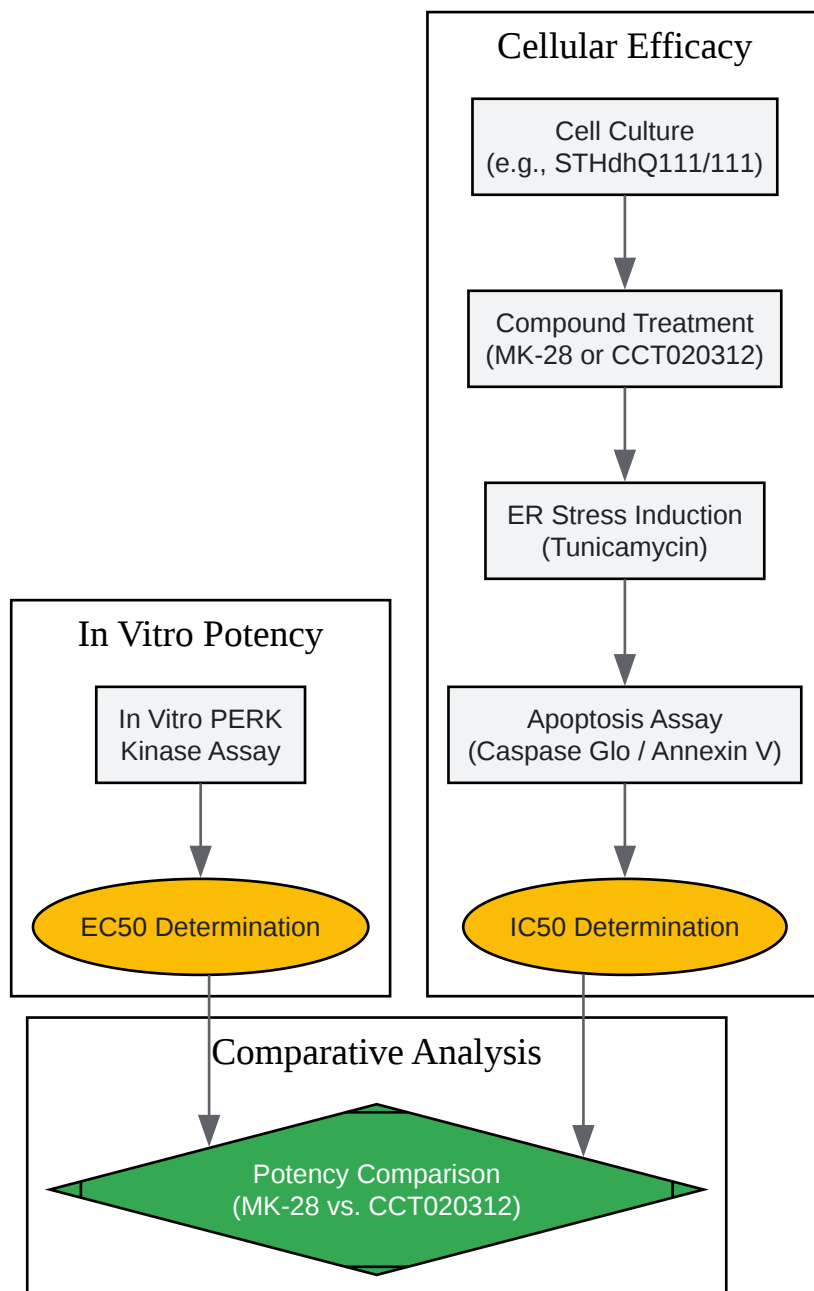 Cellular Efficacy
Cell Culture
(e.g., STHdhQ111/111)
Compound Treatment
(MK-28 or CCT020312)
ER Stress Induction
(Tunicamycin)
Apoptosis Assay
(Caspase Glo / Annexin V)
IC50 Determination
In Vitro Potency
In Vitro PERK
Kinase Assay
EC50 Determination
Comparative Analysis
Potency Comparison
(MK-28 vs. CCT020312)